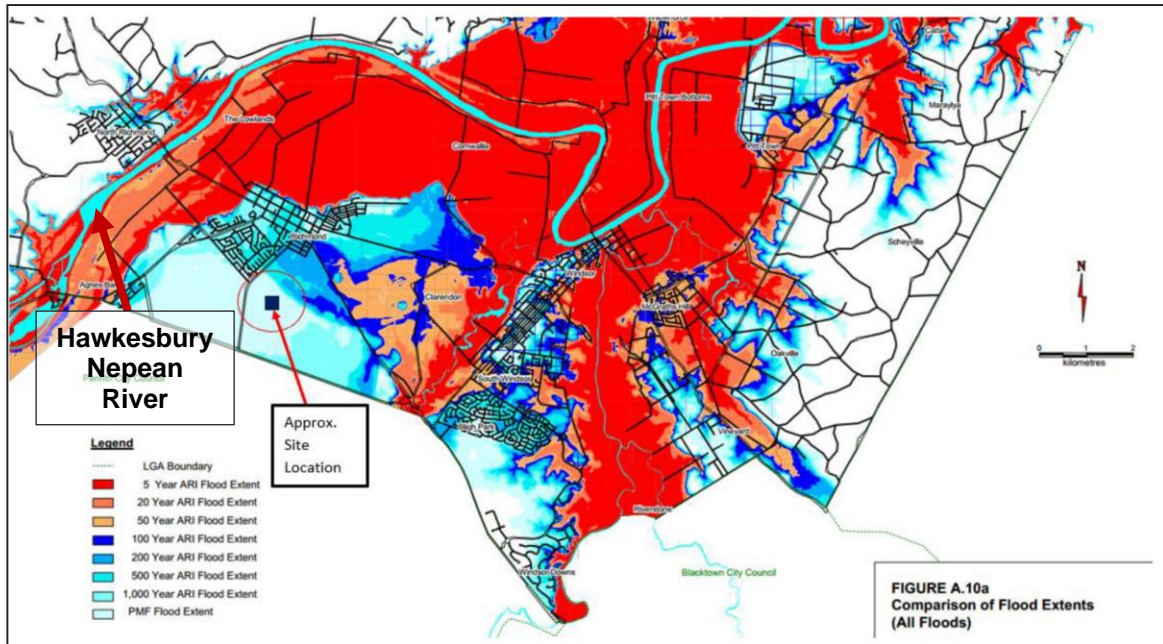 Wilberforce
Cattai
Pitt Town Bottoms
Maraylya
North Richmond
The Lowlands
Cornwallis
Pitt Town
Richmond
Scheyville
Windsor
Agnes Ba
Clarendon
McGraths Hill
N
Hawkesbury
Nepean
River
Oakville
0 1 2
kilometres
Penrith City Council
South Windsor
Approx.
Site
Location
Bligh Park
Vineyard
Legend
LGA Boundary
5 Year ARI Flood Extent
20 Year ARI Flood Extent
50 Year ARI Flood Extent
100 Year ARI Flood Extent
200 Year ARI Flood Extent
500 Year ARI Flood Extent
1,000 Year ARI Flood Extent
PMF Flood Extent
Riverstone
Windsor Downs
Blacktown City Council
FIGURE A.10a
Comparison of Flood Extents
(All Floods)